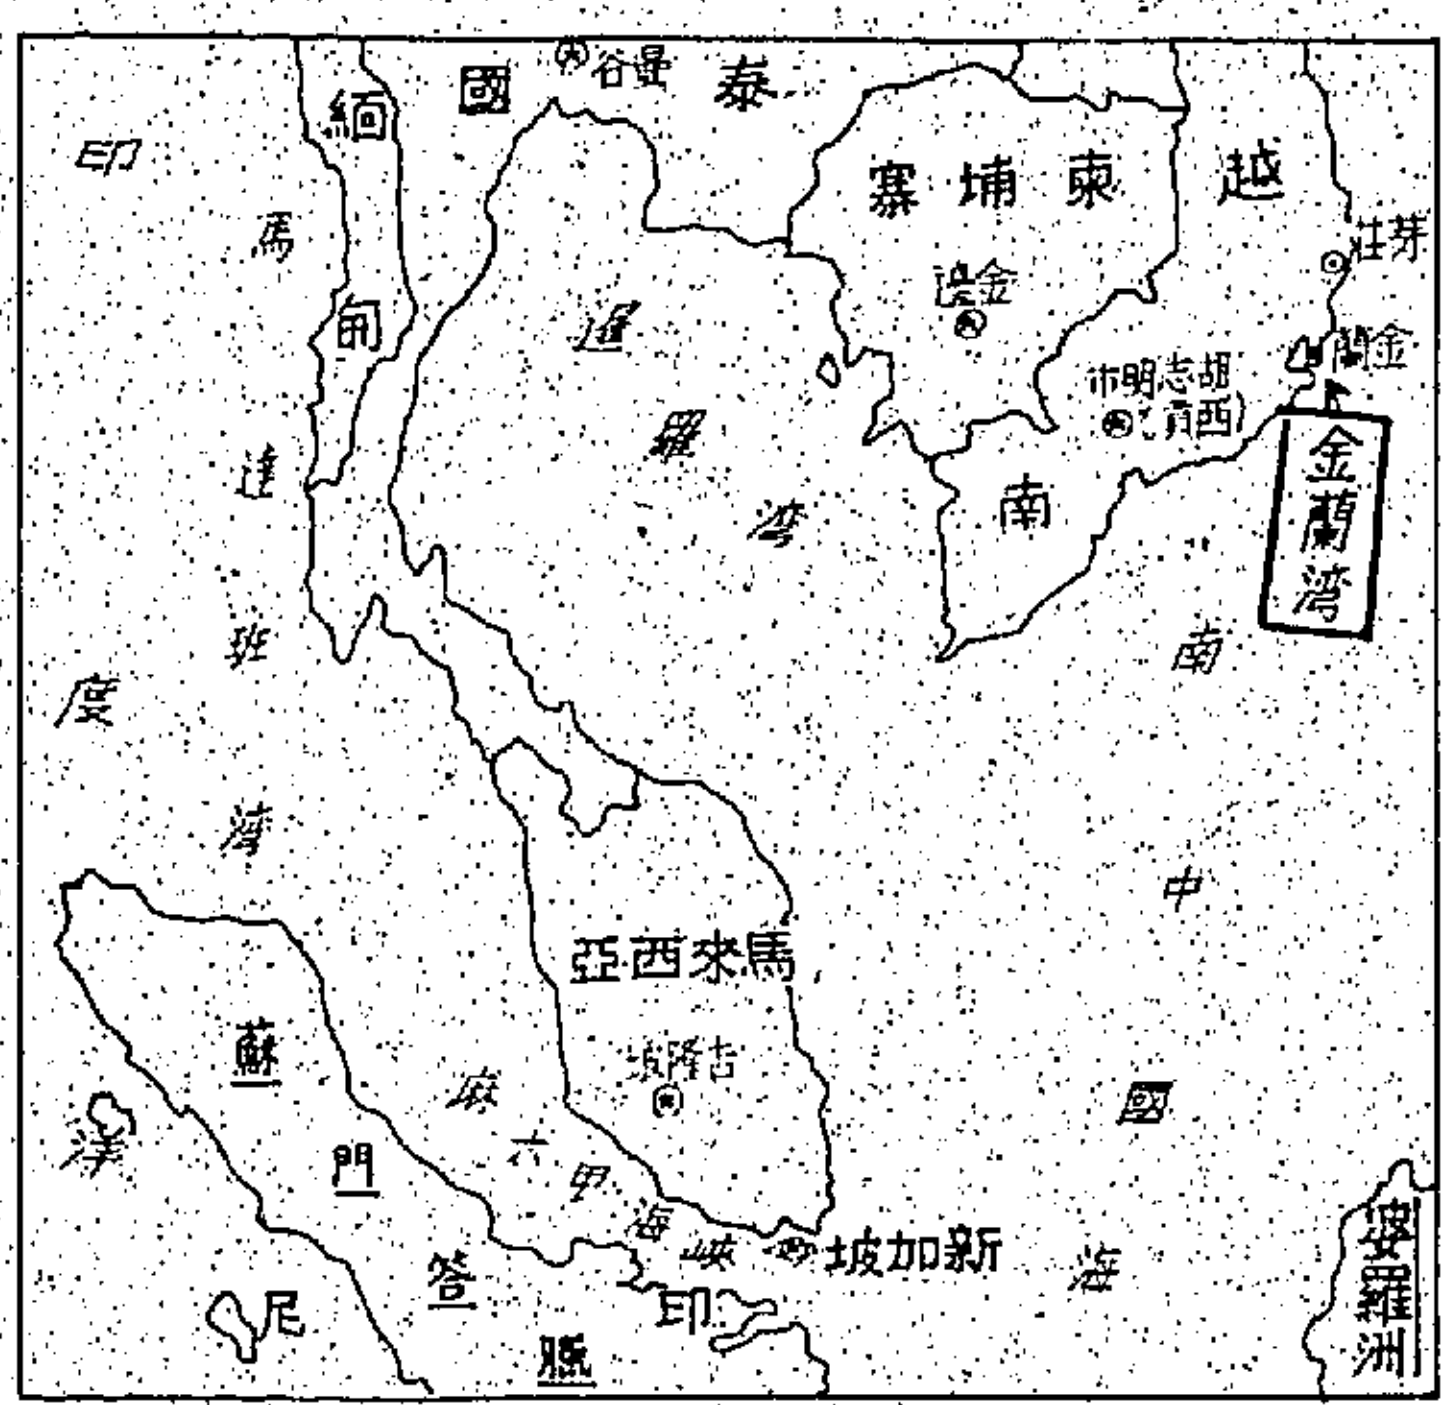 泰國
曼谷
緬甸
柬埔寨
金邊
越南
芽莊
金蘭
胡志明市
(西貢)
金蘭湾
暹羅湾
馬達班灣
印度洋
南中國海
馬來西亞
吉隆坡
麻六甲海峽
新加坡
蘇門答臘
印尼
婆羅洲